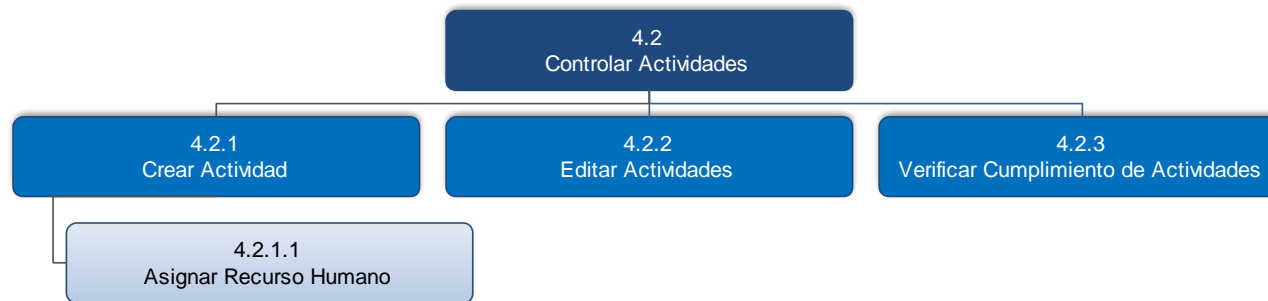 4.2
Controlar Actividades
4.2.1
Crear Actividad
4.2.2
Editar Actividades
4.2.3
Verificar Cumplimiento de Actividades
4.2.1.1
Asignar Recurso Humano